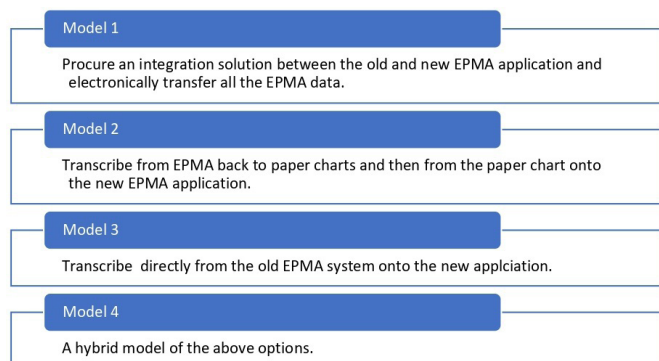 Model 1
Procure an integration solution between the old and new EPMA application and
electronically transfer all the EPMA data.
Model 2
Transcribe from EPMA back to paper charts and then from the paper chart onto
the new EPMA application.
Model 3
Transcribe directly from the old EPMA system onto the new applciation.
Model 4
A hybrid model of the above options.